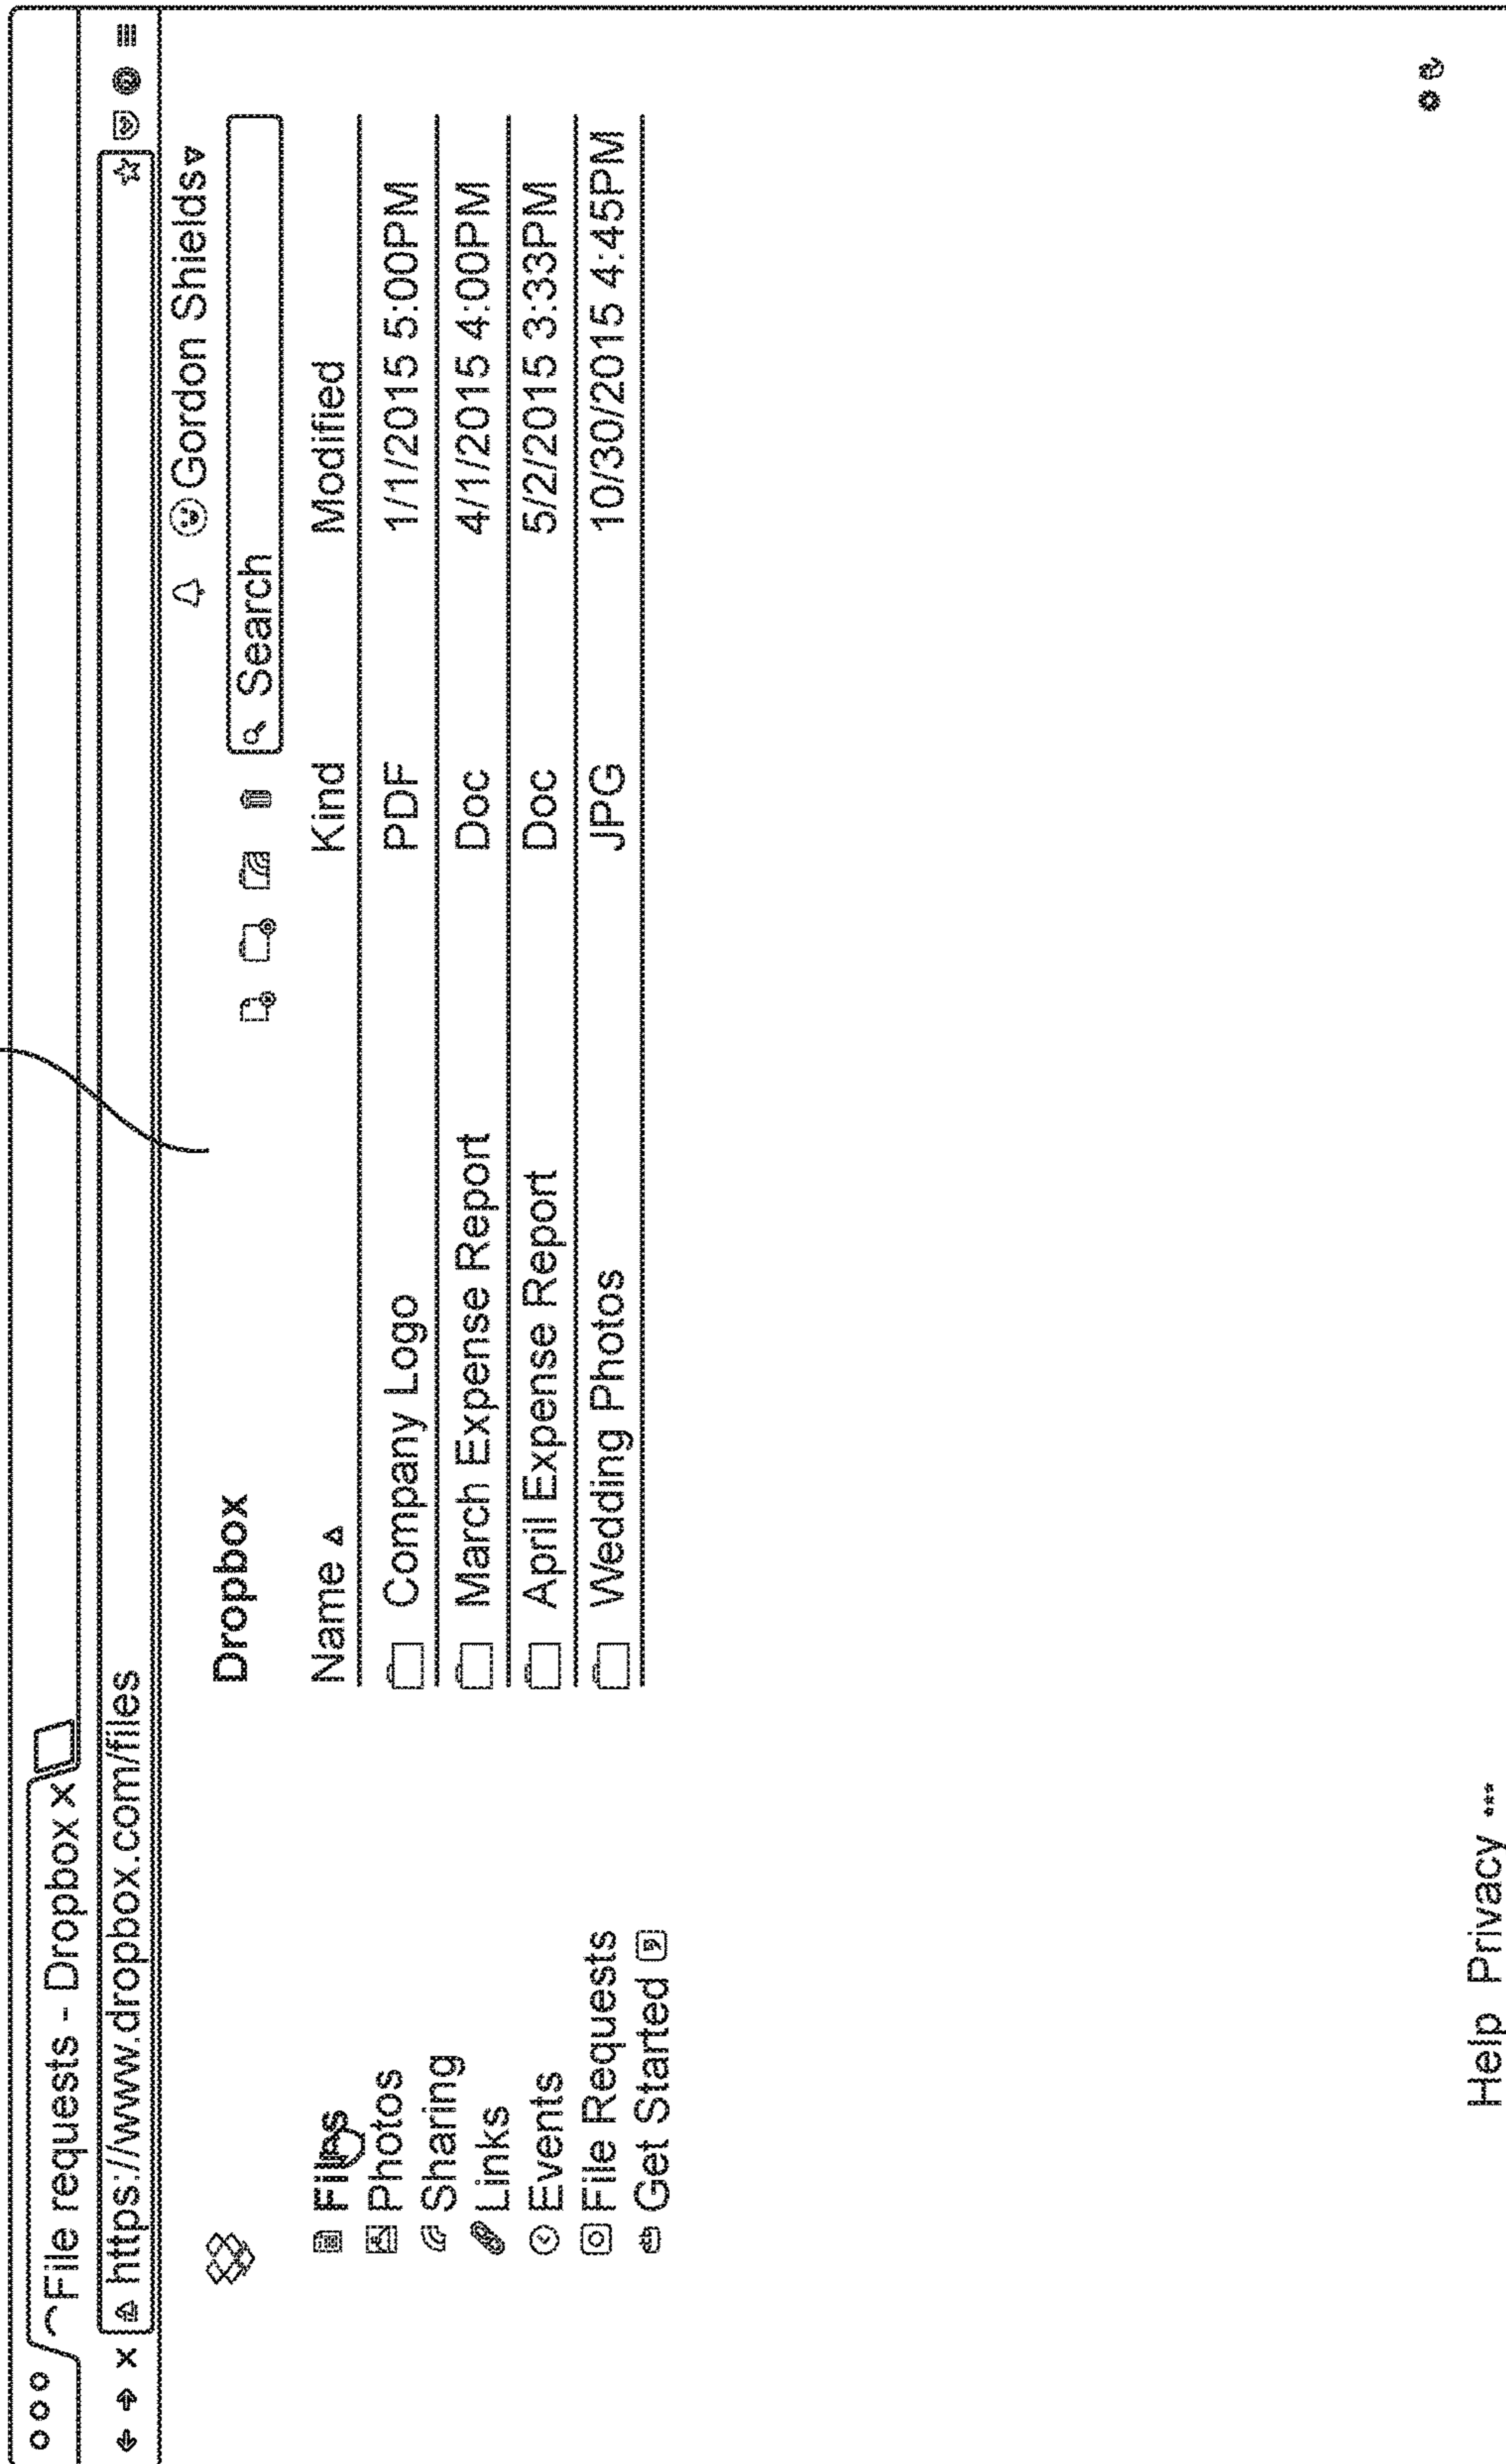 File requests - Dropbox X
https://www.dropbox.com/files
Gordon Shields
Dropbox
Search
Name Kind Modified
Company Logo PDF 1/1/2015 5:00PM
March Expense Report Doc 4/1/2015 4:00PM
April Expense Report Doc 5/2/2015 3:33PM
Wedding Photos JPG 10/30/2015 4:45PM
Files
Photos
Sharing
Links
Events
File Requests
Get Started
Help Privacy